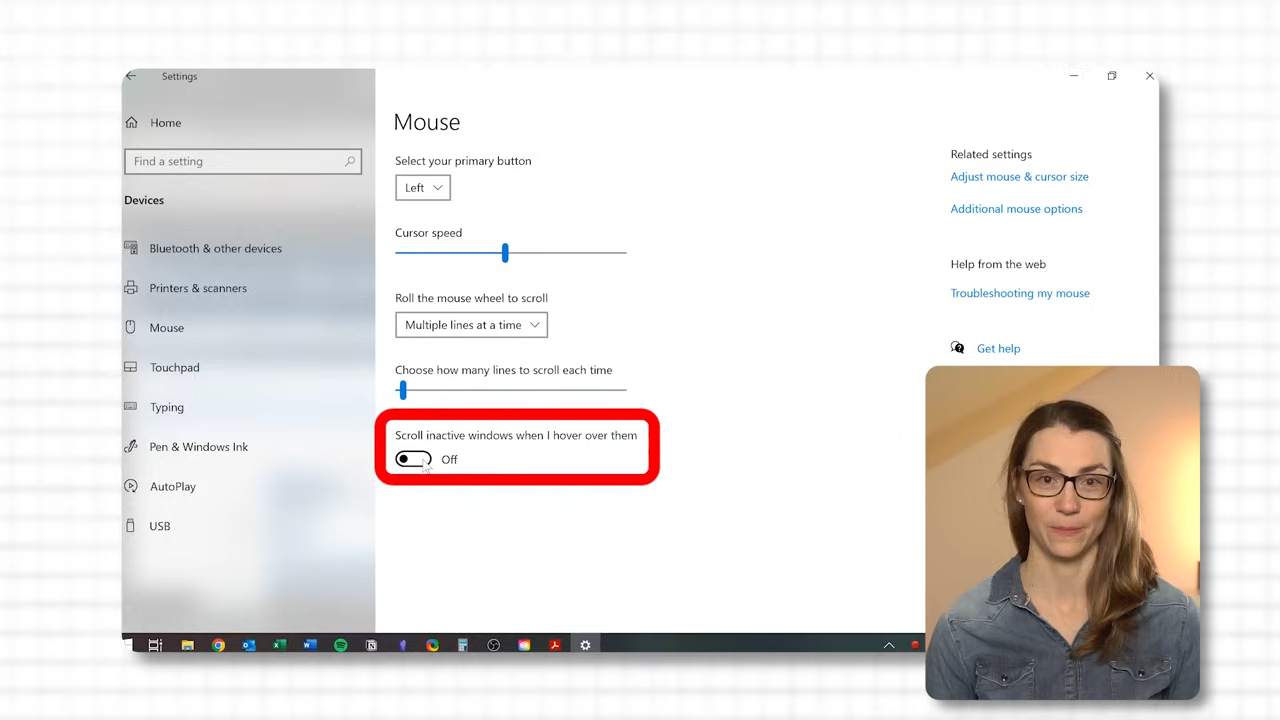 Settings
Home
Find a setting
Devices
Bluetooth & other devices
Printers & scanners
Mouse
Touchpad
Typing
Pen & Windows Ink
AutoPlay
USB
Mouse
Select your primary button
Left
Cursor speed
Roll the mouse wheel to scroll
Multiple lines at a time
Choose how many lines to scroll each time
Scroll inactive windows when I hover over them
Off
Related settings
Adjust mouse & cursor size
Additional mouse options
Help from the web
Troubleshooting my mouse
Get help